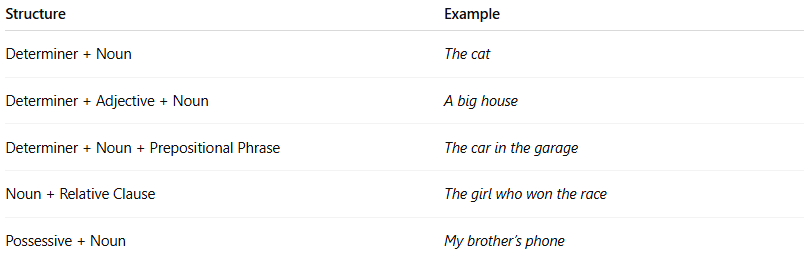 Structure Example
Determiner + Noun The cat
Determiner + Adjective + Noun A big house
Determiner + Noun + Prepositional Phrase The car in the garage
Noun + Relative Clause The girl who won the race
Possessive + Noun My brother’s phone